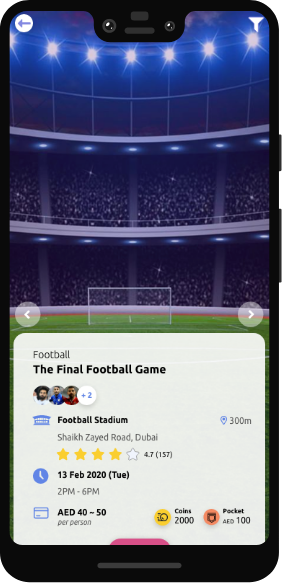 Football
The Final Football Game
+ 2
Football Stadium
300m
Shaikh Zayed Road, Dubai
4.7 (157)
13 Feb 2020 (Tue)
2PM - 6PM
AED 40 ~ 50
per person
Coins
2000
Pocket
AED 100